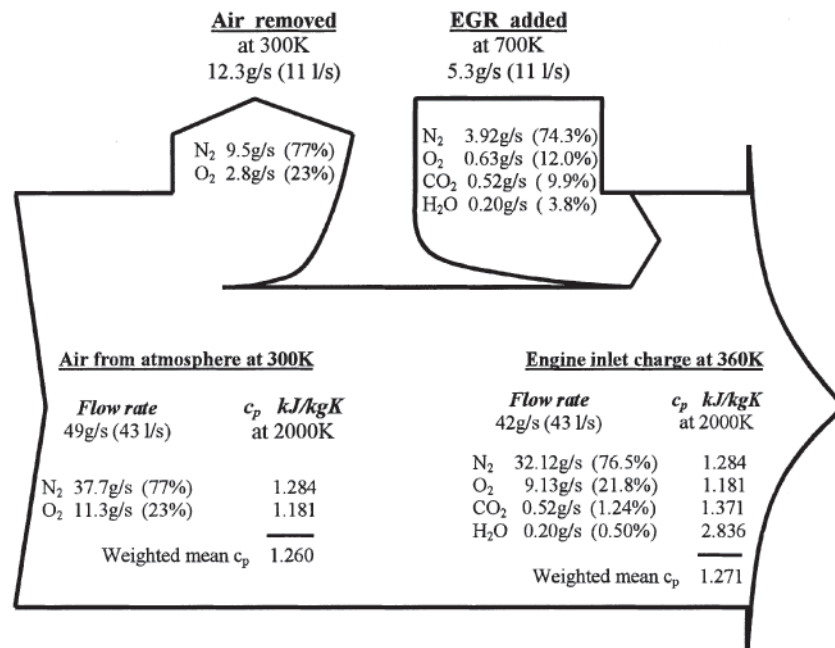 Air removed
at 300K
12.3g/s (11 l/s)
EGR added
at 700K
5.3g/s (11 l/s)
N₂ 9.5g/s (77%)
O₂ 2.8g/s (23%)
N₂ 3.92g/s (74.3%)
O₂ 0.63g/s (12.0%)
CO₂ 0.52g/s ( 9.9%)
H₂O 0.20g/s ( 3.8%)
Air from atmosphere at 300K
Flow rate cₚ kJ/kgK
49g/s (43 l/s) at 2000K
N₂ 37.7g/s (77%) 1.284
O₂ 11.3g/s (23%) 1.181
Weighted mean cₚ 1.260
Engine inlet charge at 360K
Flow rate cₚ kJ/kgK
42g/s (43 l/s) at 2000K
N₂ 32.12g/s (76.5%) 1.284
O₂ 9.13g/s (21.8%) 1.181
CO₂ 0.52g/s (1.24%) 1.371
H₂O 0.20g/s (0.50%) 2.836
Weighted mean cₚ 1.271